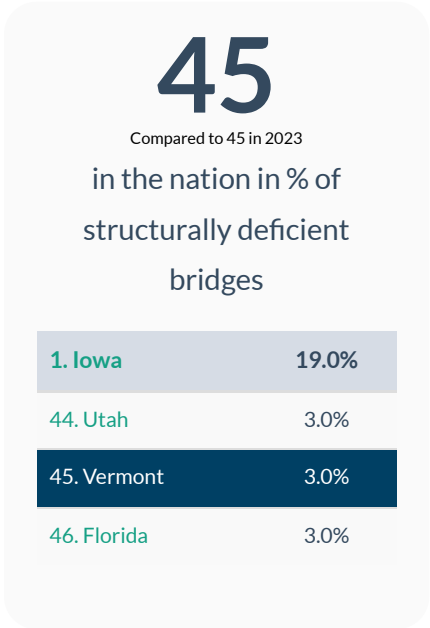 45
Compared to 45 in 2023
in the nation in % of
structurally deficient
bridges
1. Iowa 19.0%
44. Utah 3.0%
45. Vermont 3.0%
46. Florida 3.0%